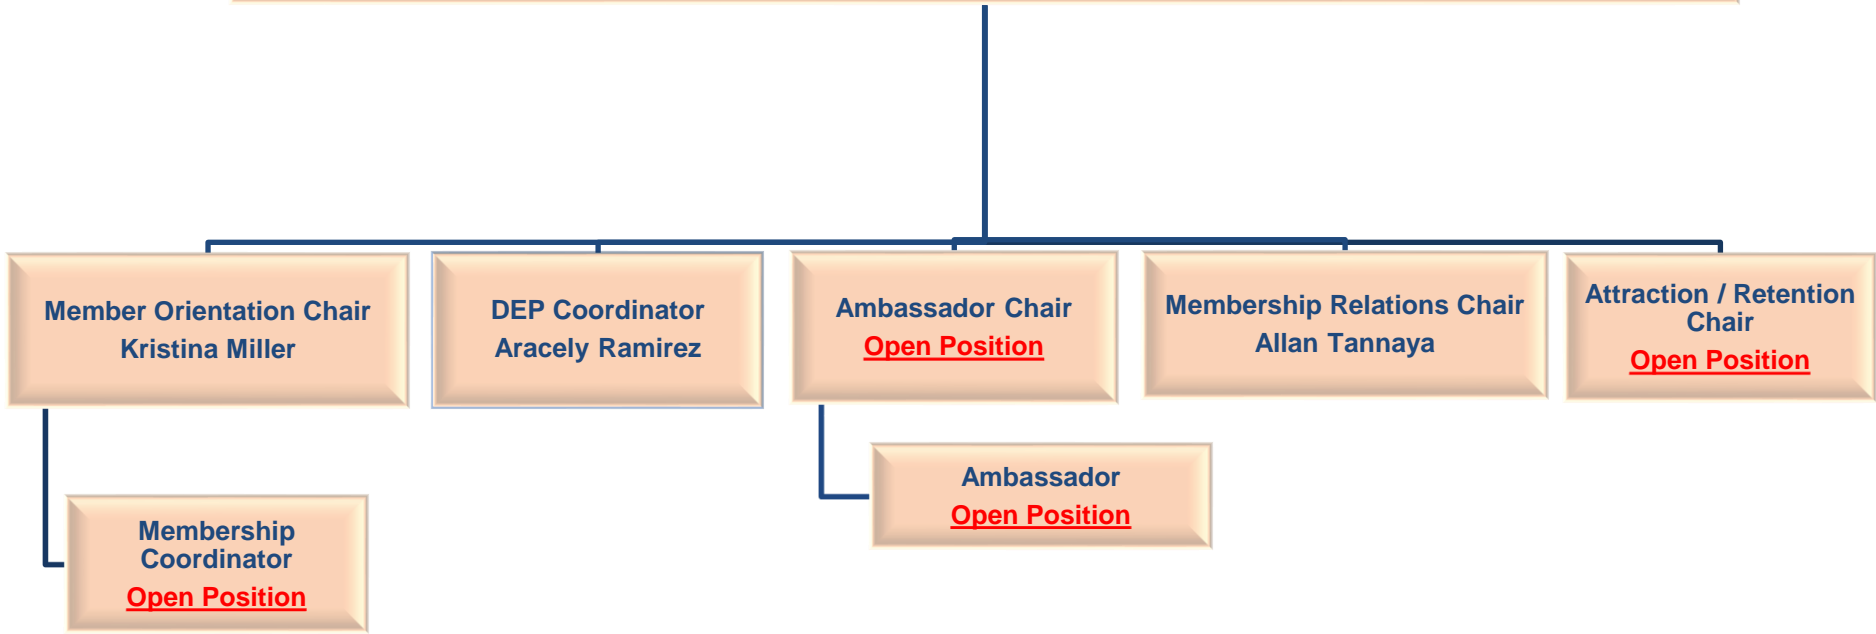 Member Orientation Chair
Kristina Miller
DEP Coordinator
Aracely Ramirez
Ambassador Chair
Open Position
Membership Relations Chair
Allan Tannaya
Attraction / Retention
Chair
Open Position
Ambassador
Open Position
Membership
Coordinator
Open Position